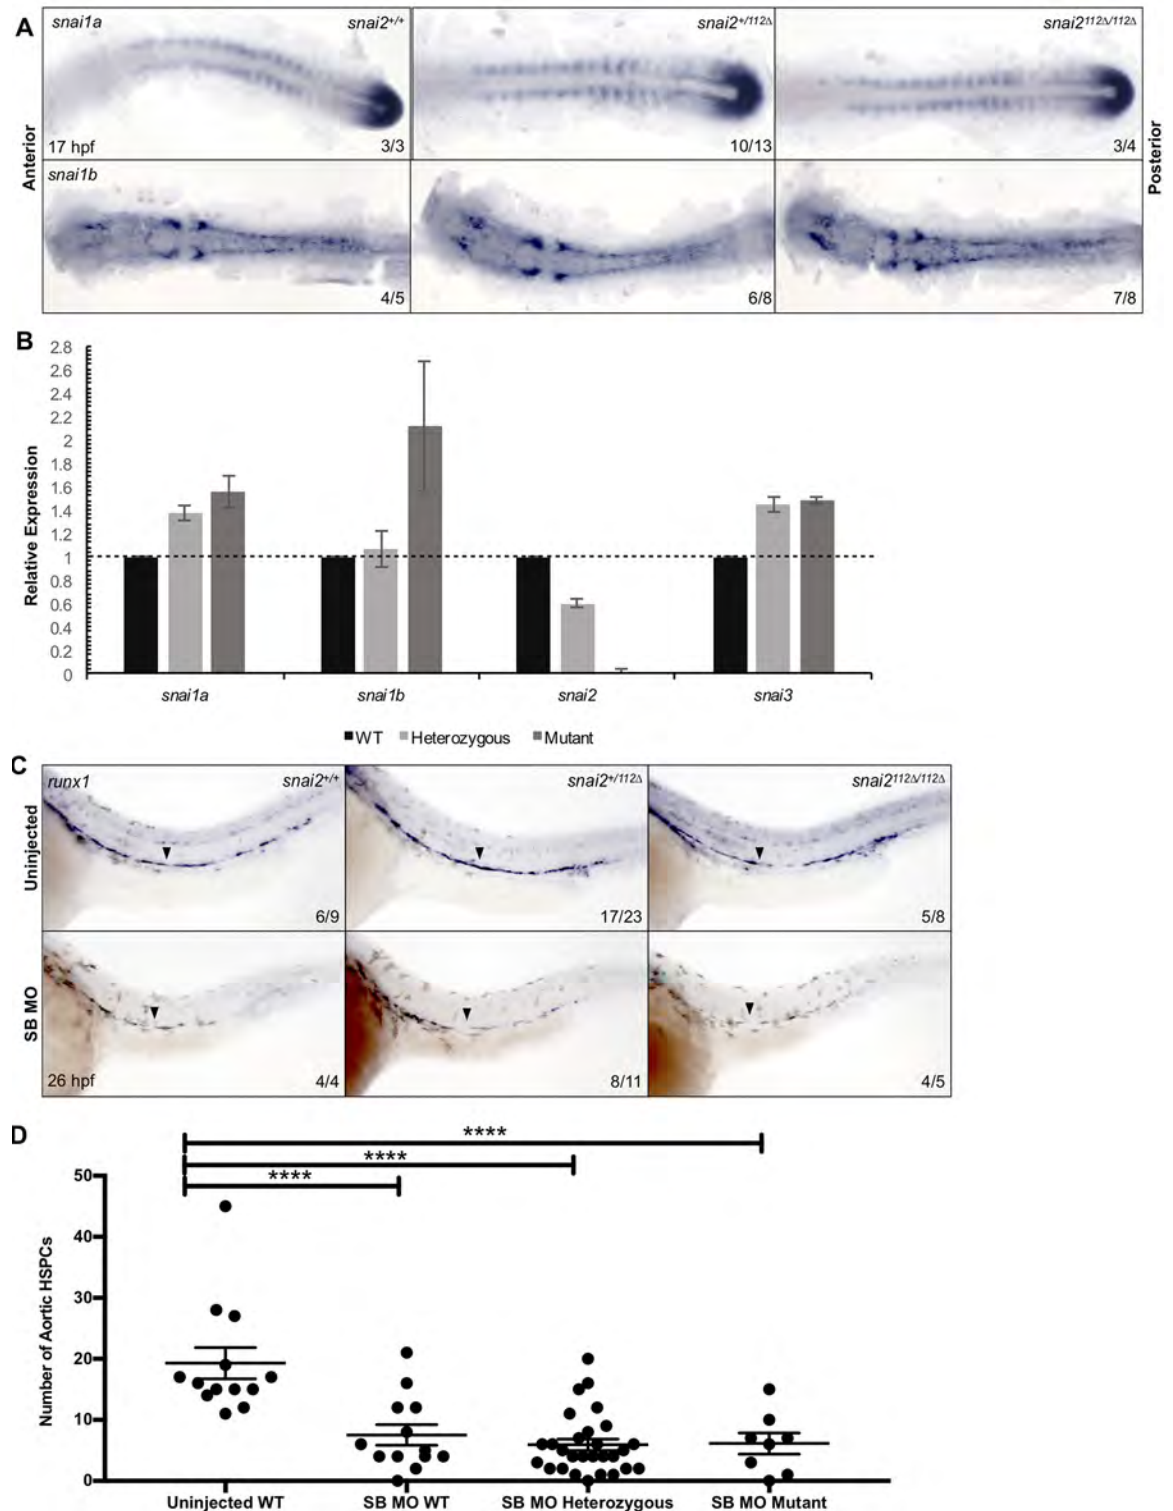 A
snai1a
snai2+/+
snai2+/112Δ
snai2112Δ/112Δ
17 hpf
3/3
10/13
3/4
Anterior
Posterior
snai1b
4/5
6/8
7/8
B
2.8
2.6
2.4
2.2
2
1.8
1.6
1.4
1.2
1
0.8
0.6
0.4
0.2
0
Relative Expression
snai1a
snai1b
snai2
snai3
WT
Heterozygous
Mutant
C
runx1
snai2+/+
snai2+/112Δ
snai2112Δ/112Δ
Uninjected
6/9
17/23
5/8
SB MO
26 hpf
4/4
8/11
4/5
D
****
****
****
50
40
30
20
10
0
Number of Aortic HSPCs
Uninjected WT
SB MO WT
SB MO Heterozygous
SB MO Mutant